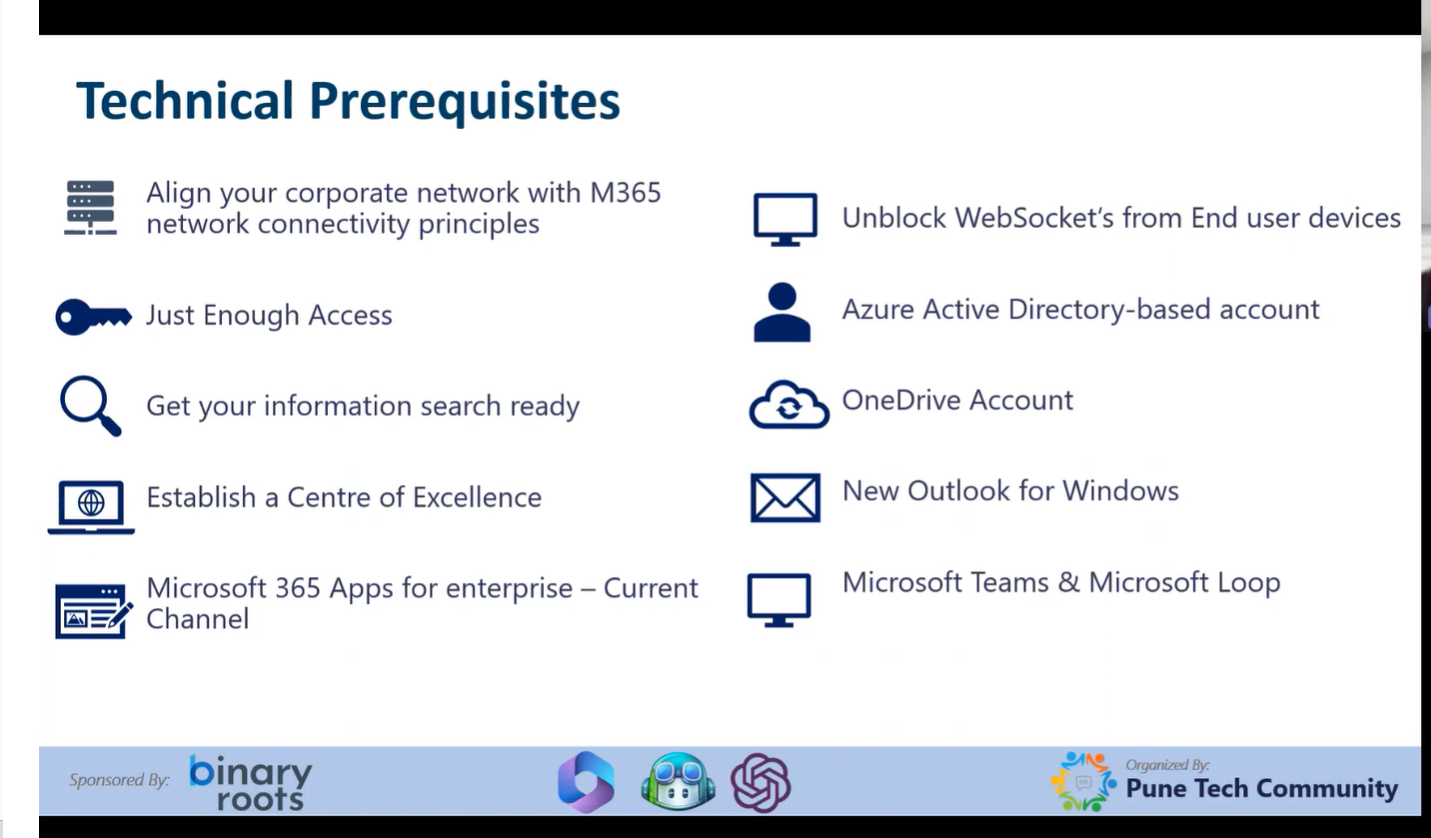 Technical Prerequisites
Align your corporate network with M365
network connectivity principles
Just Enough Access
Get your information search ready
Establish a Centre of Excellence
Microsoft 365 Apps for enterprise – Current
Channel
Unblock WebSocket’s from End user devices
Azure Active Directory-based account
OneDrive Account
New Outlook for Windows
Microsoft Teams & Microsoft Loop
Sponsored By:
binary
roots
Organized By:
Pune Tech Community